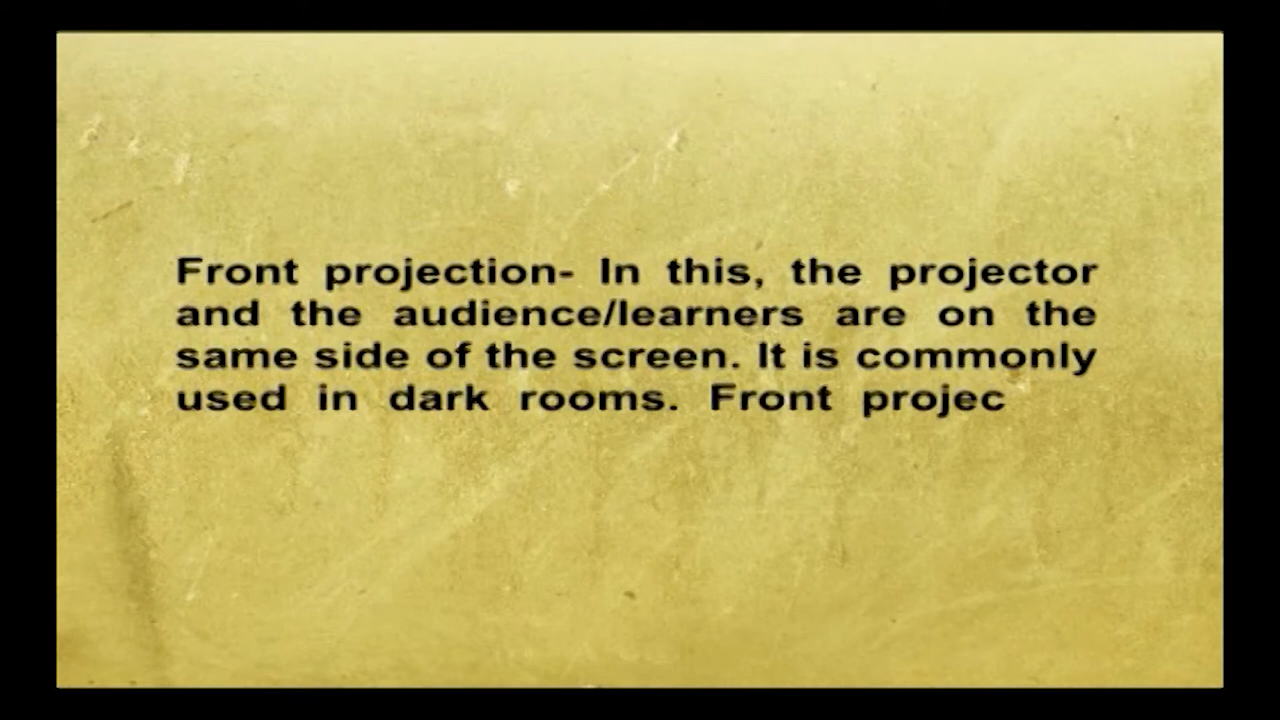 Front projection- In this, the projector
and the audience/learners are on the
same side of the screen. It is commonly
used in dark rooms. Front projec